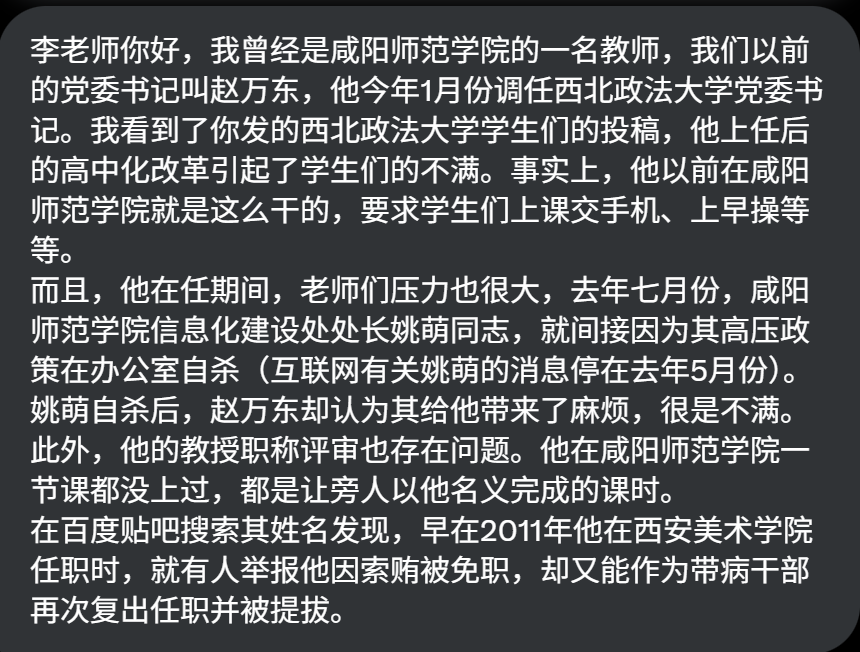 李老师你好，我曾经是咸阳师范学院的一名教师，我们以前
的党委书记叫赵万东，他今年1月份调任西北政法大学党委书
记。我看到了你发的西北政法大学学生们的投稿，他上任后
的高中化改革引起了学生们的不满。事实上，他以前在咸阳
师范学院就是这么干的，要求学生们上课交手机、上早操等
等。
而且，他在任期间，老师们压力也很大，去年七月份，咸阳
师范学院信息化建设处处长姚萌同志，就间接因为其高压政
策在办公室自杀（互联网有关姚萌的消息停在去年5月份）。
姚萌自杀后，赵万东却认为其给他带来了麻烦，很是不满。
此外，他的教授职称评审也存在问题。他在咸阳师范学院一
节课都没上过，都是让旁人以他名义完成的课时。
在百度贴吧搜索其姓名发现，早在2011年他在西安美术学院
任职时，就有人举报他因索贿被免职，却又能作为带病干部
再次复出任职并被提拔。